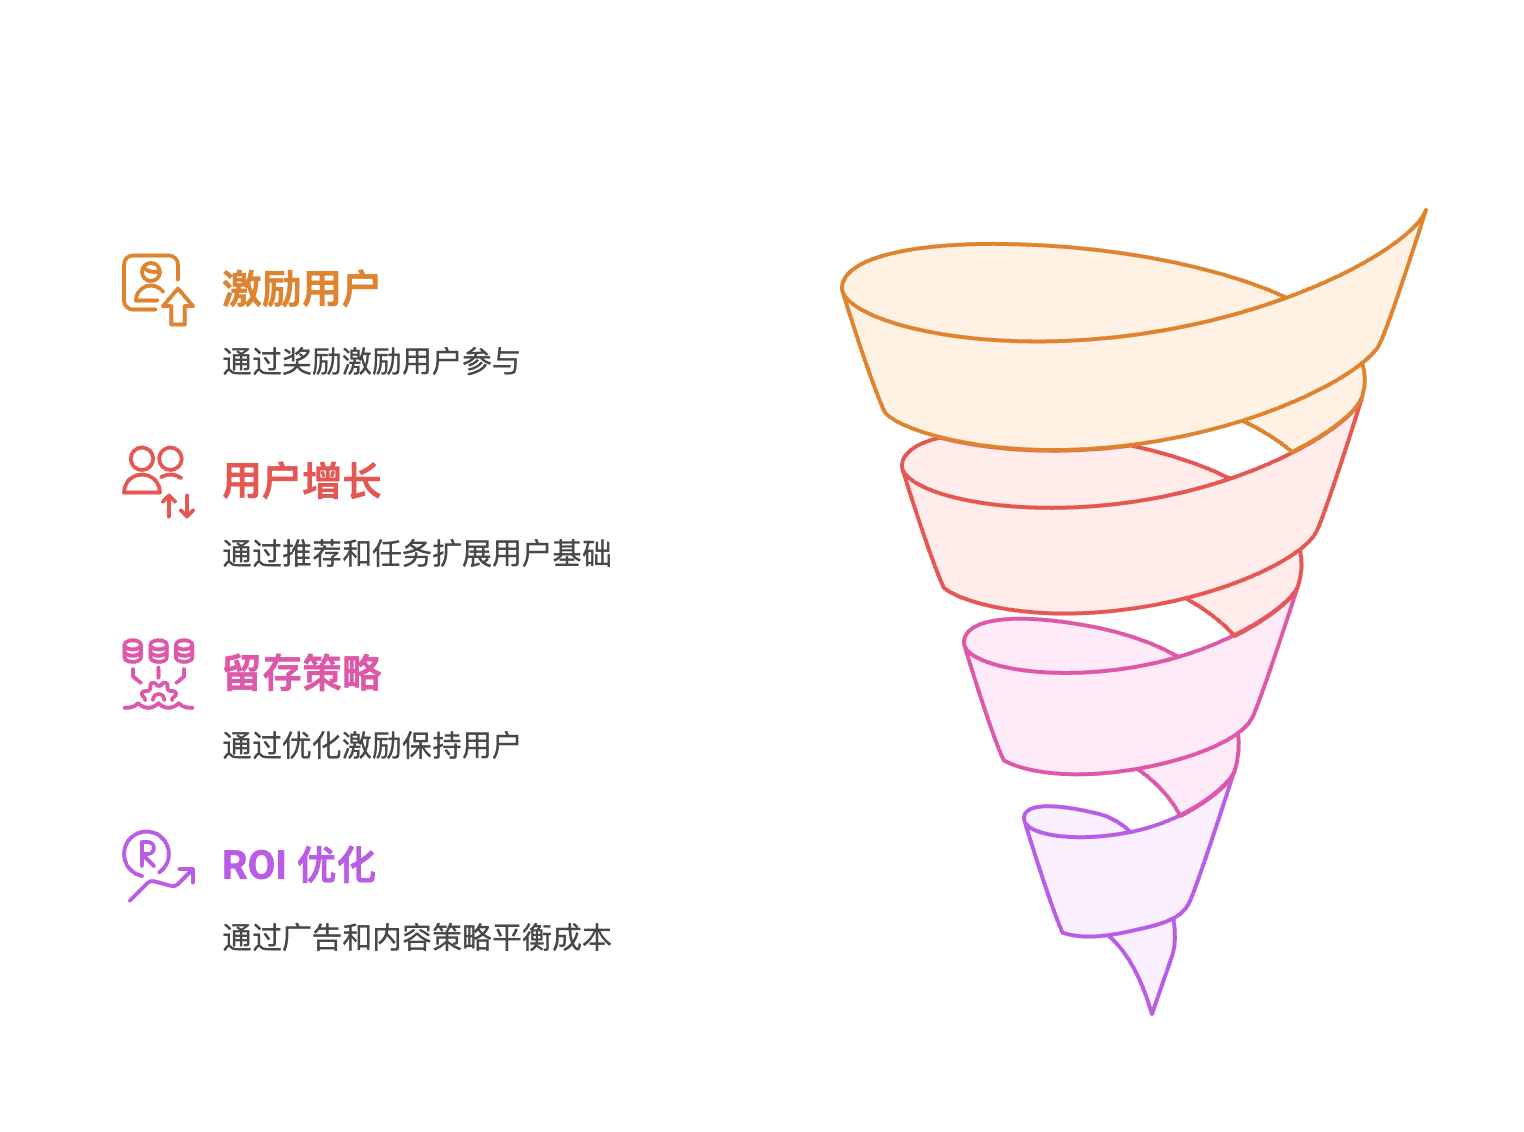 激励用户
通过奖励激励用户参与
用户增长
通过推荐和任务扩展用户基础
留存策略
通过优化激励保持用户
ROI 优化
通过广告和内容策略平衡成本